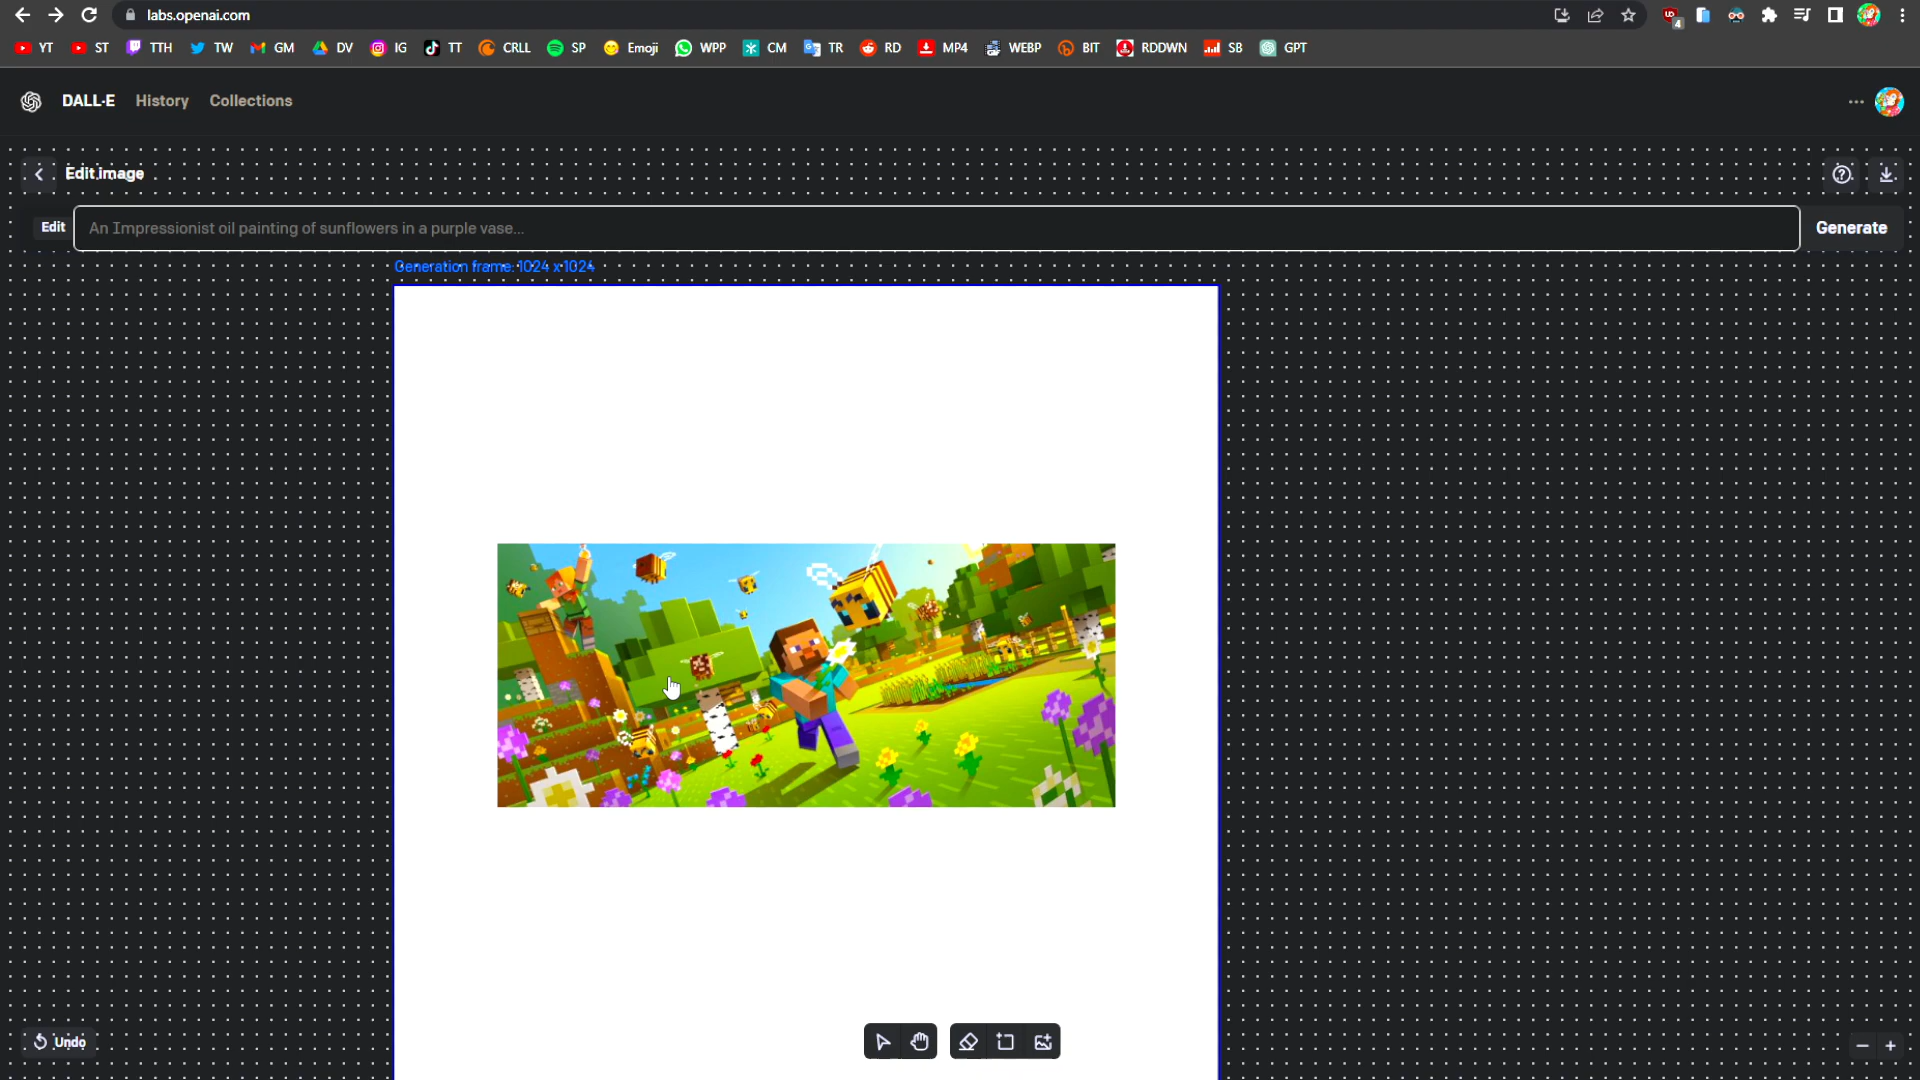 labs.openai.com
YT ST TTH TW GM DV IG TT CRLL SP Emoji WPP CM TR RD MP4 WEBP BIT RDDWN SB GPT
DALL·E History Collections
Edit image
Edit An Impressionist oil painting of sunflowers in a purple vase... Generate
Generation frame: 1024 x 1024
Undo